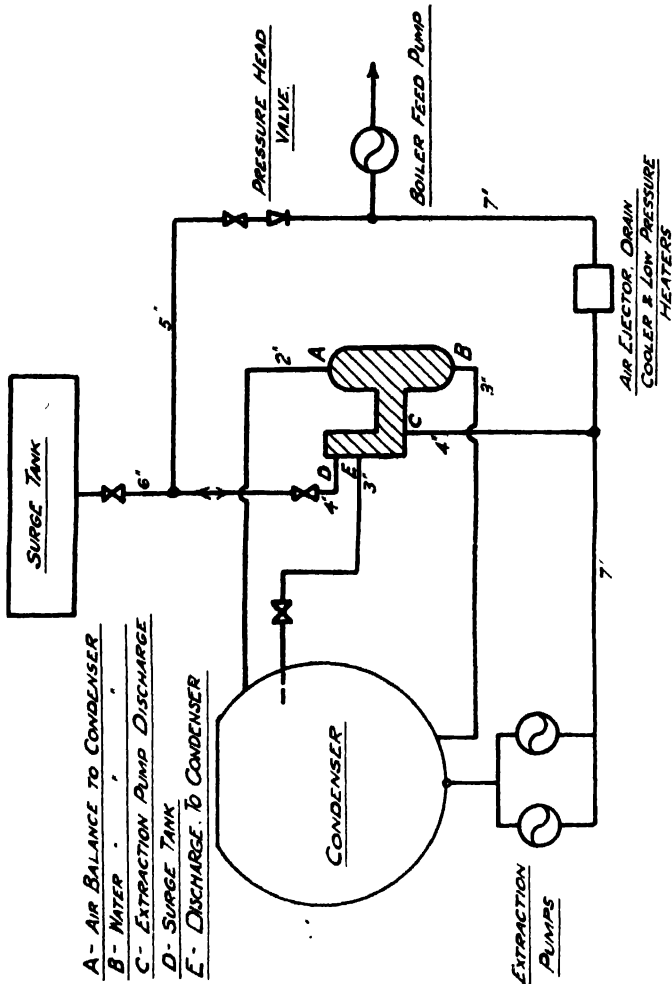 SURGE TANK
A - AIR BALANCE TO CONDENSER
B - WATER " " "
C - EXTRACTION PUMP DISCHARGE
D - SURGE TANK
E - DISCHARGE. TO CONDENSER
6"
5"
PRESSURE HEAD
VALVE.
BOILER FEED PUMP
2"
A
B
3"
C
4"
D
4"
E
3"
7"
CONDENSER
AIR EJECTOR, DRAIN
COOLER & LOW PRESSURE
HEATERS
7"
EXTRACTION
PUMPS